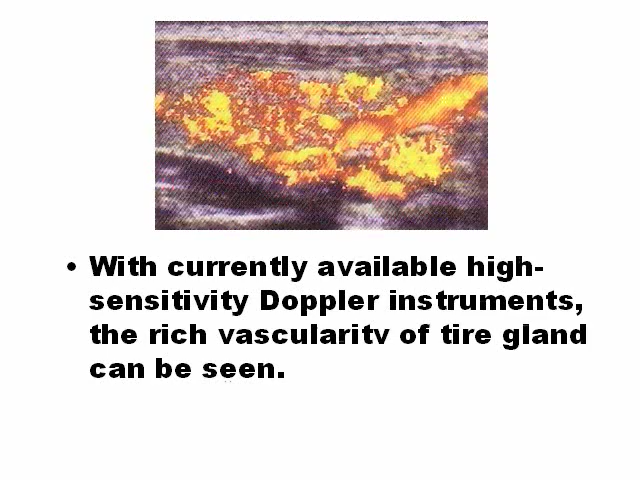 • With currently available high-
sensitivity Doppler instruments,
the rich vascularity of tire gland
can be seen.